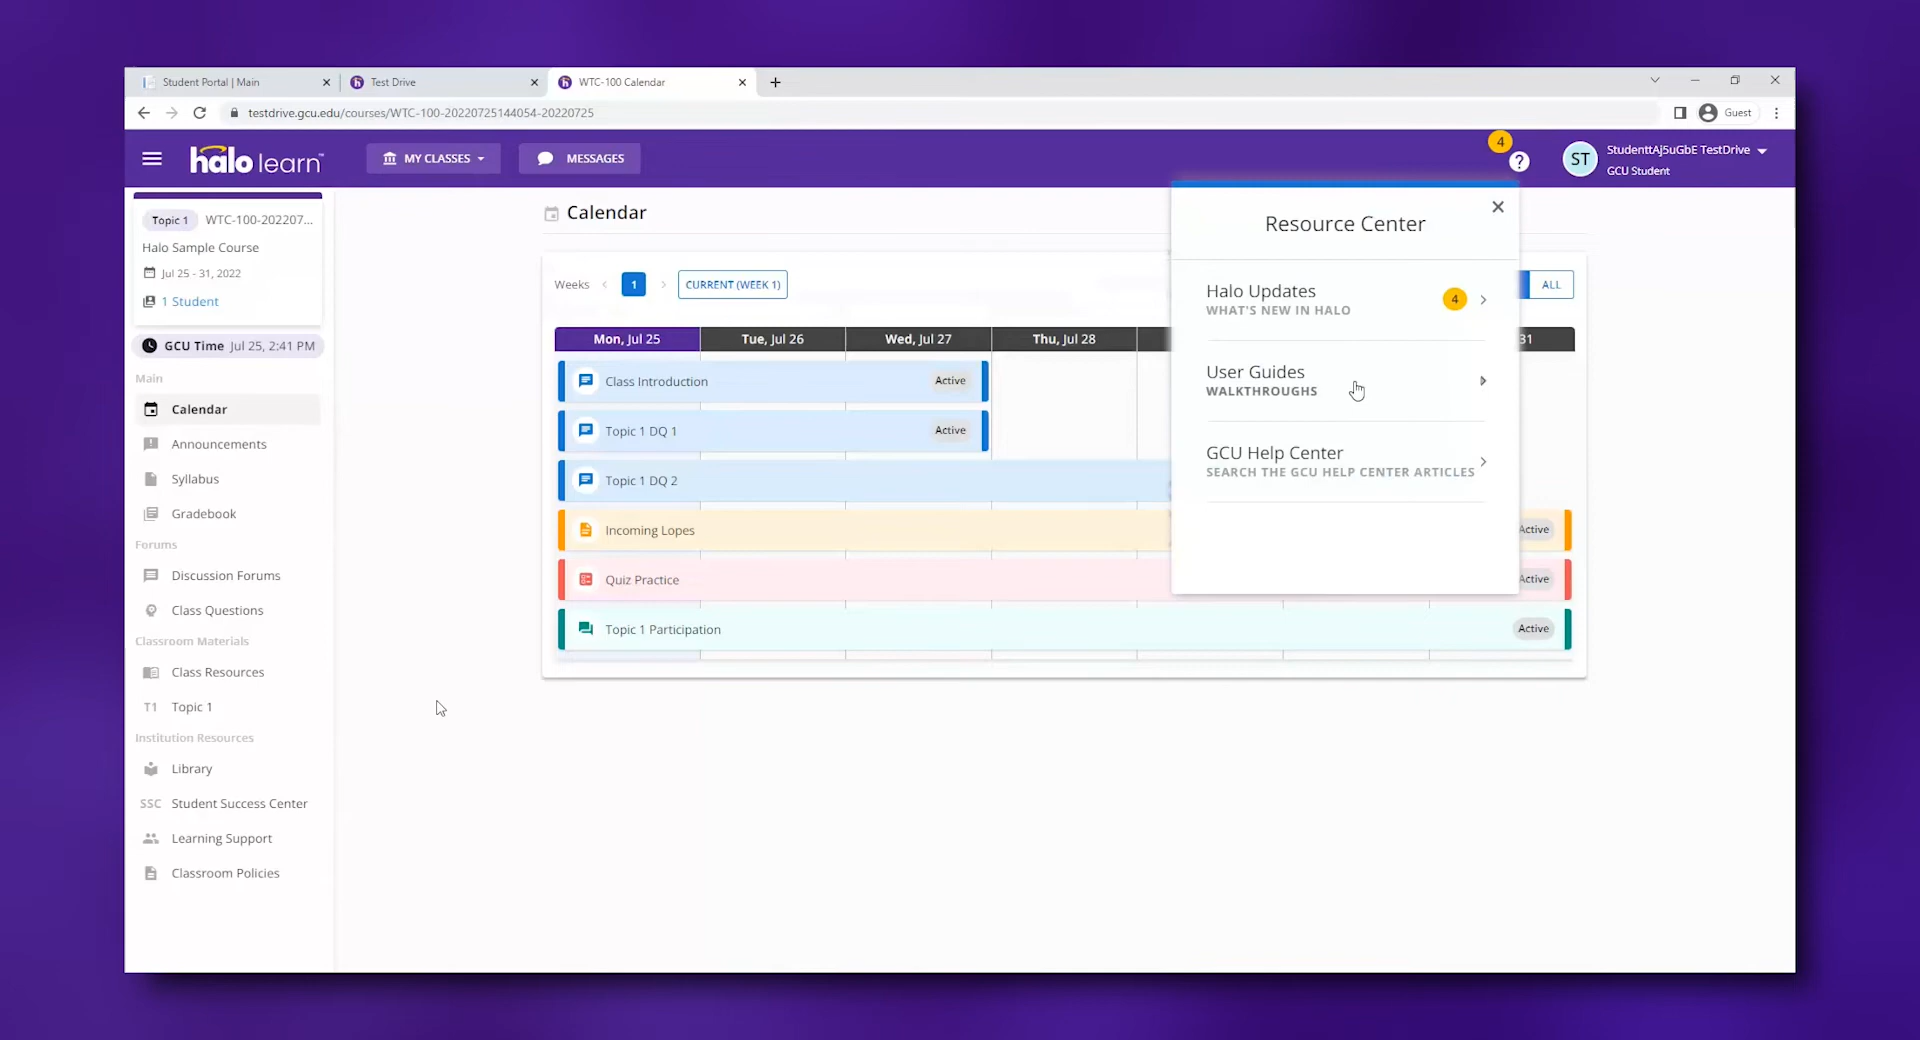 Student Portal | Main
Test Drive
WTC-100 Calendar
testdrive.gcu.edu/courses/WTC-100-20220725144054-20220725
Guest
halo learn™
MY CLASSES
MESSAGES
4
?
ST
StudenttAj5uGbE TestDrive
GCU Student
Topic 1
WTC-100-202207...
Halo Sample Course
Jul 25 - 31, 2022
1 Student
GCU Time Jul 25, 2:41 PM
Main
Calendar
Announcements
Syllabus
Gradebook
Forums
Discussion Forums
Class Questions
Classroom Materials
Class Resources
T1 Topic 1
Institution Resources
Library
SSC Student Success Center
Learning Support
Classroom Policies
Calendar
Weeks
1
CURRENT (WEEK 1)
ALL
Mon, Jul 25
Tue, Jul 26
Wed, Jul 27
Thu, Jul 28
31
Class Introduction
Active
Topic 1 DQ 1
Active
Topic 1 DQ 2
Incoming Lopes
Active
Quiz Practice
Active
Topic 1 Participation
Active
Resource Center
Halo Updates
WHAT'S NEW IN HALO
4
User Guides
WALKTHROUGHS
GCU Help Center
SEARCH THE GCU HELP CENTER ARTICLES